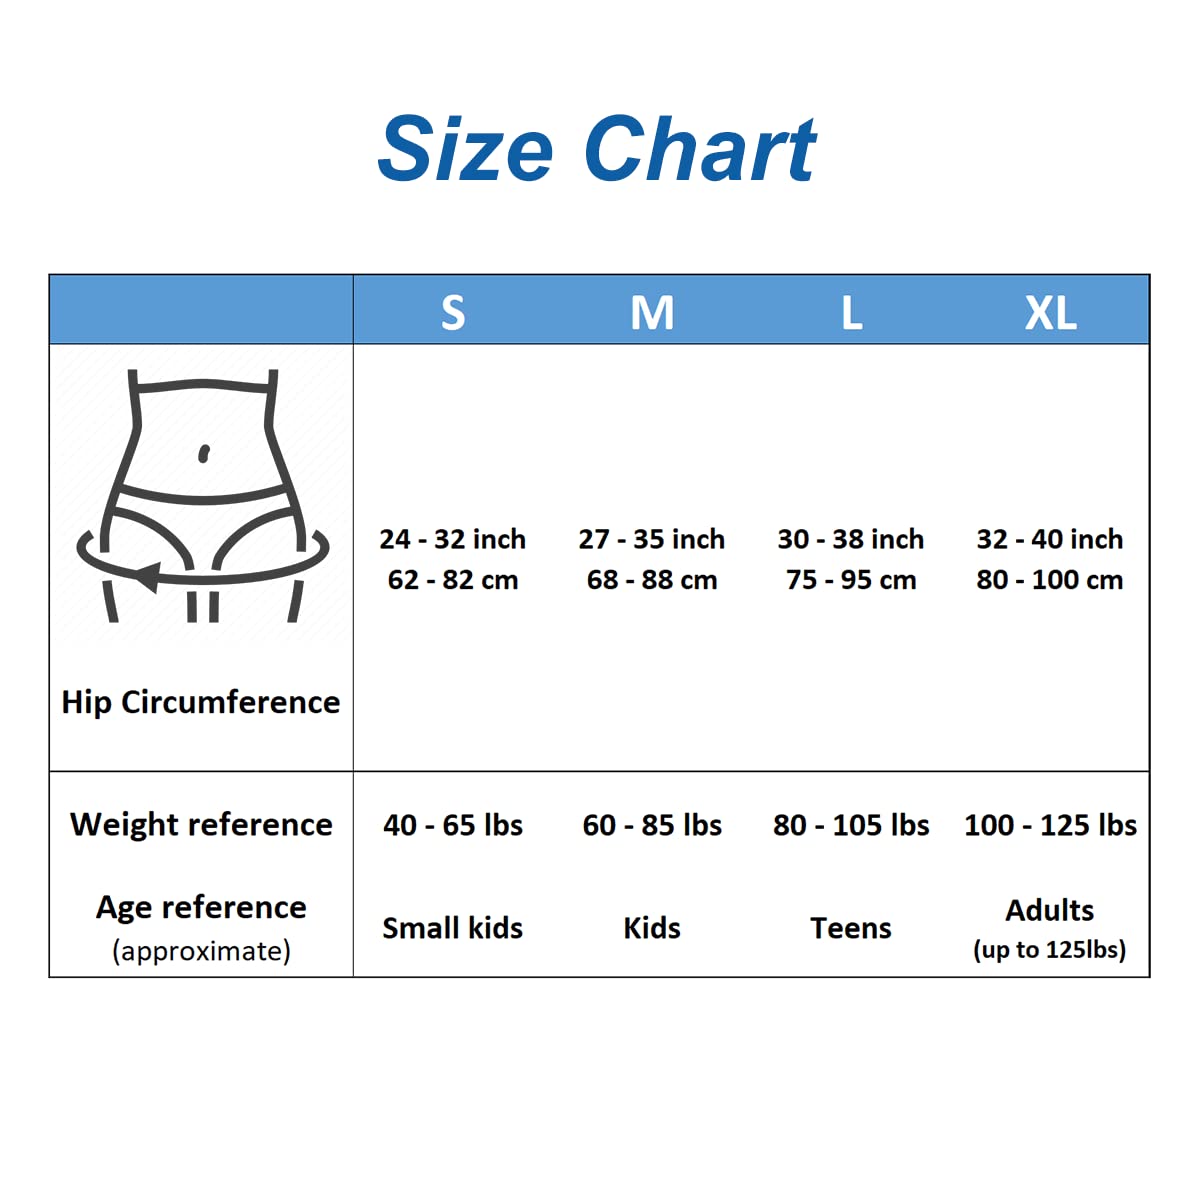 Size Chart
S M L XL
24 - 32 inch 27 - 35 inch 30 - 38 inch 32 - 40 inch
62 - 82 cm 68 - 88 cm 75 - 95 cm 80 - 100 cm
Hip Circumference
Weight reference 40 - 65 lbs 60 - 85 lbs 80 - 105 lbs 100 - 125 lbs
Age reference
(approximate)
Small kids Kids Teens Adults
(up to 125lbs)